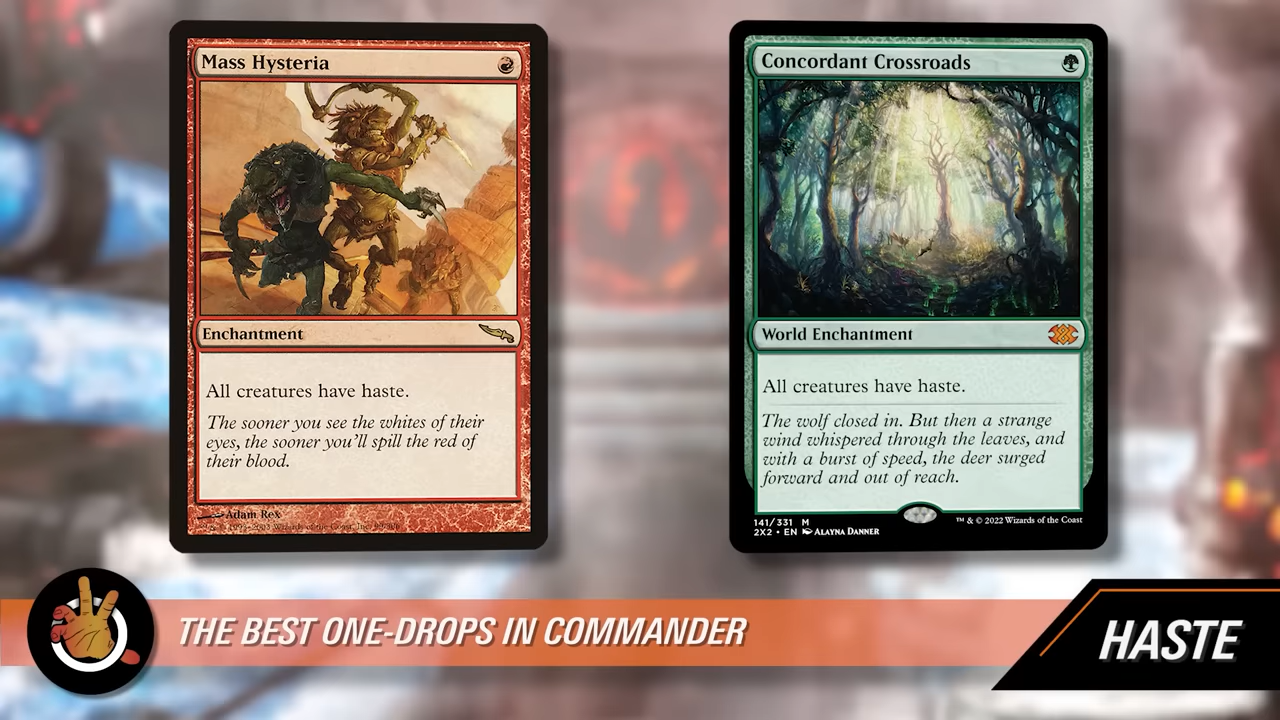 Mass Hysteria
Enchantment
All creatures have haste.
The sooner you see the whites of their
eyes, the sooner you'll spill the red of
their blood.
Adam Rex
Concordant Crossroads
World Enchantment
All creatures have haste.
The wolf closed in. But then a strange
wind whispered through the leaves, and
with a burst of speed, the deer surged
forward and out of reach.
141/331 M
2X2 • EN ALAYNA DANNER
™ & © 2022 Wizards of the Coast
THE BEST ONE-DROPS IN COMMANDER
HASTE